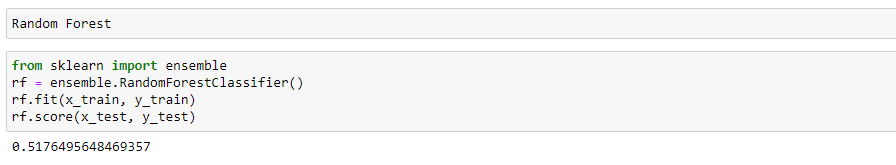 Random Forest
from sklearn import ensemble
rf = ensemble.RandomForestClassifier()
rf.fit(x_train, y_train)
rf.score(x_test, y_test)
0.5176495648469357